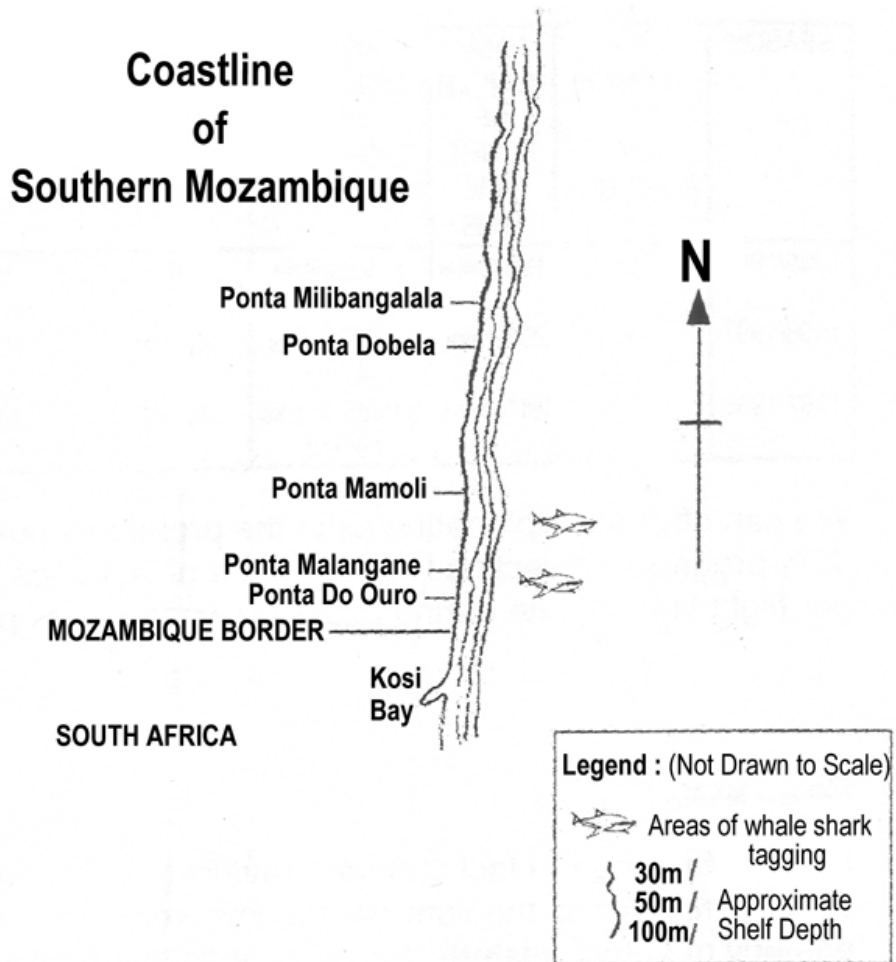 Coastline
of
Southern Mozambique
N
Ponta Milibangalala
Ponta Dobela
Ponta Mamoli
Ponta Malangane
Ponta Do Ouro
MOZAMBIQUE BORDER
Kosi
Bay
SOUTH AFRICA
Legend : (Not Drawn to Scale)
Areas of whale shark
tagging
30m /
50m / Approximate
100m/ Shelf Depth